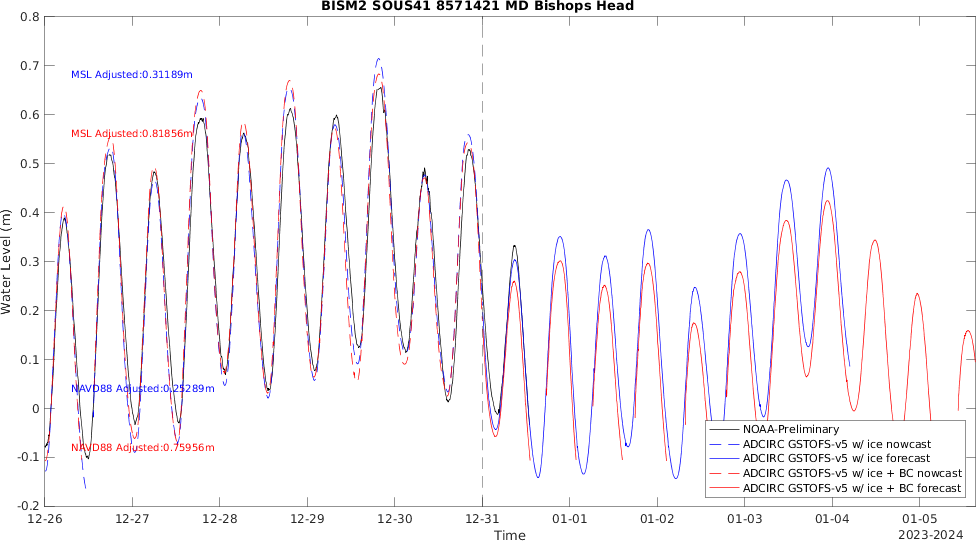 BISM2 SOUS41 8571421 MD Bishops Head
0.8
0.7
0.6
0.5
0.4
0.3
0.2
0.1
0
-0.1
-0.2
Water Level (m)
MSL Adjusted:0.31189m
MSL Adjusted:0.81856m
NAVD88 Adjusted:0.25289m
NAVD88 Adjusted:0.75956m
NOAA-Preliminary
ADCIRC GSTOFS-v5 w/ ice nowcast
ADCIRC GSTOFS-v5 w/ ice forecast
ADCIRC GSTOFS-v5 w/ ice + BC nowcast
ADCIRC GSTOFS-v5 w/ ice + BC forecast
12-26 12-27 12-28 12-29 12-30 12-31 01-01 01-02 01-03 01-04 01-05
Time
2023-2024